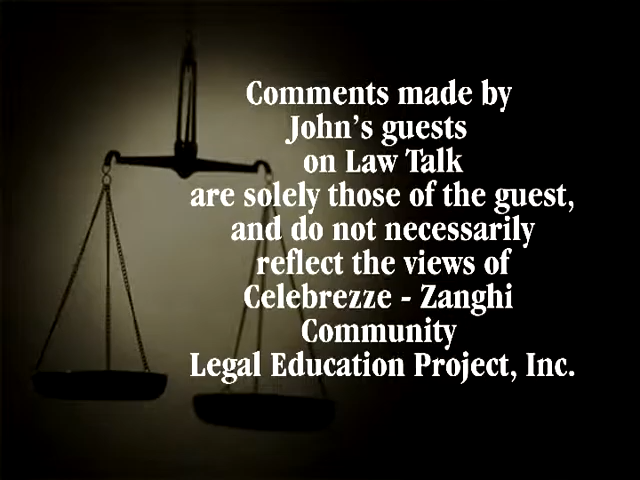 Comments made by
John's guests
on Law Talk
are solely those of the guest,
and do not necessarily
reflect the views of
Celebrezze - Zanghi
Community
Legal Education Project, Inc.